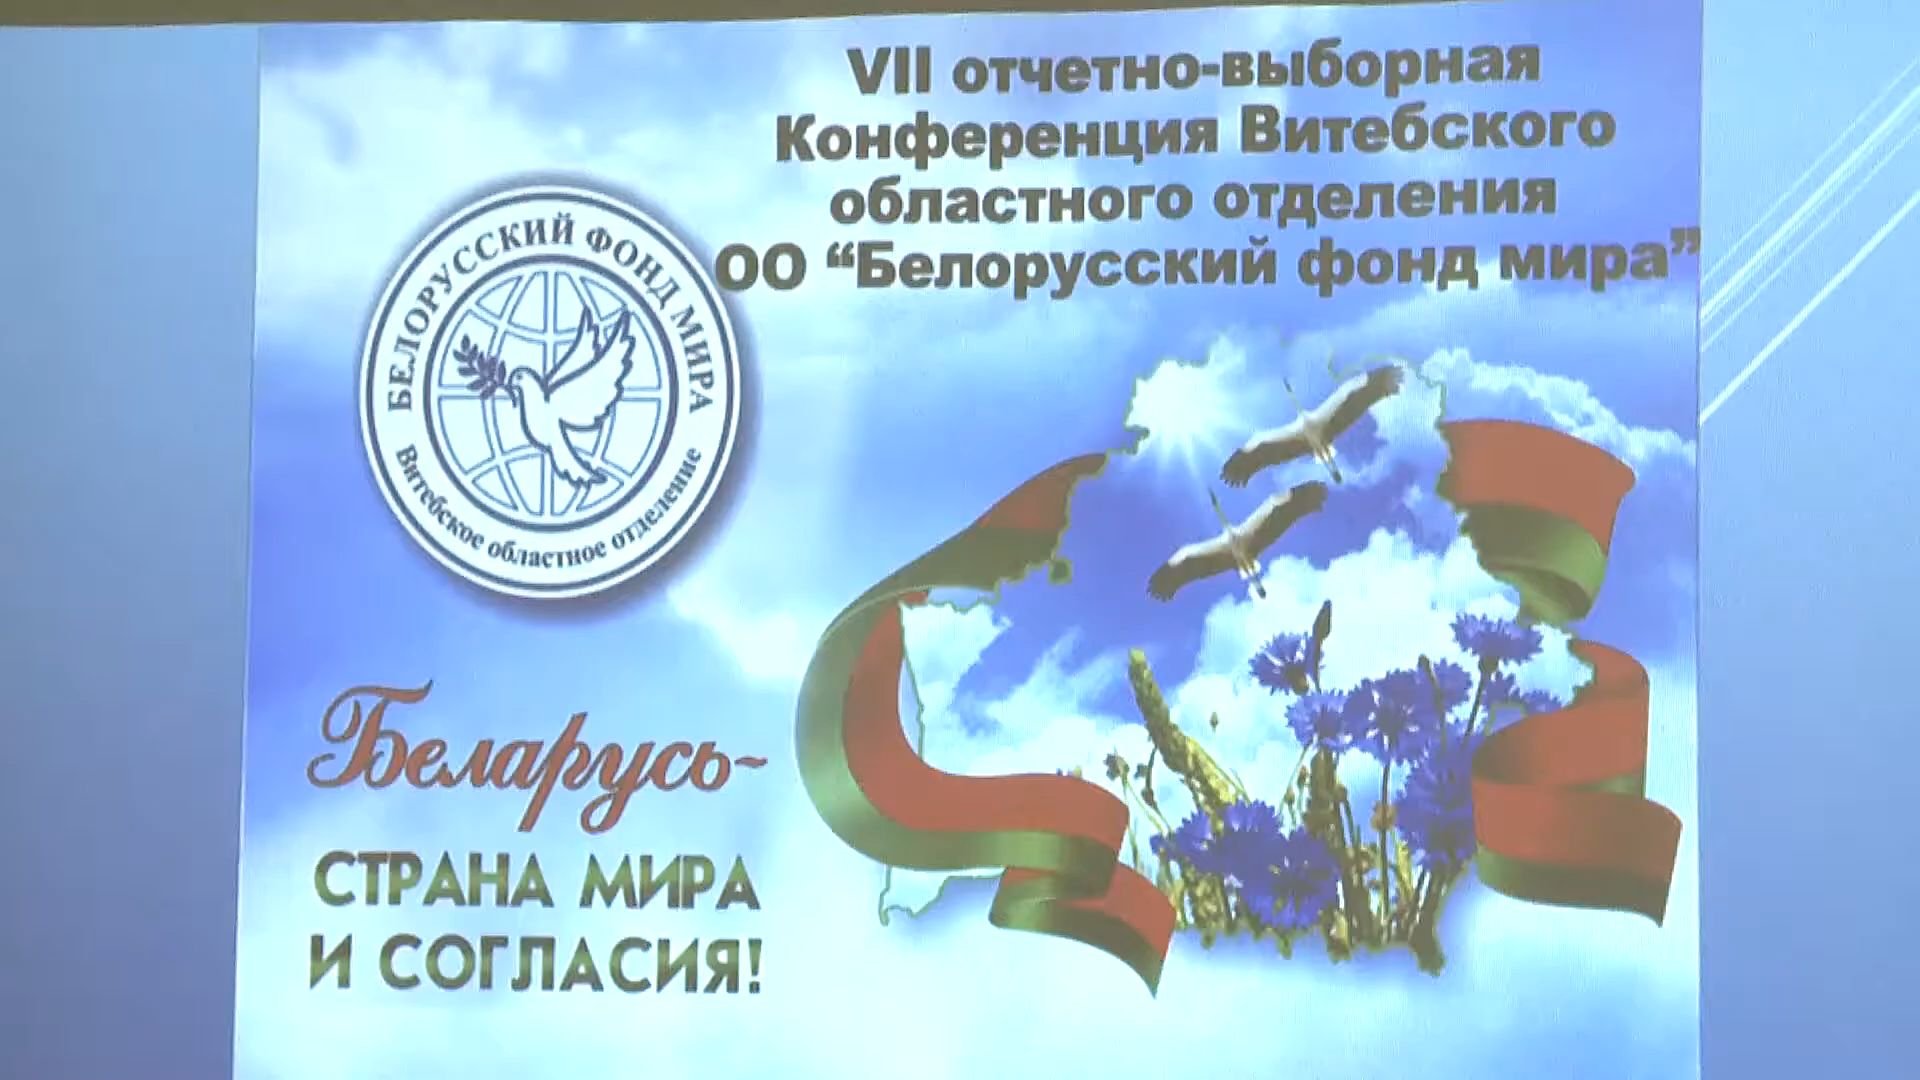 VII отчетно-выборная
Конференция Витебского
областного отделения
ОО “Белорусский фонд мира”
БЕЛОРУССКИЙ ФОНД МИРА
Витебское областное отделение
Беларусь-
СТРАНА МИРА
И СОГЛАСИЯ!